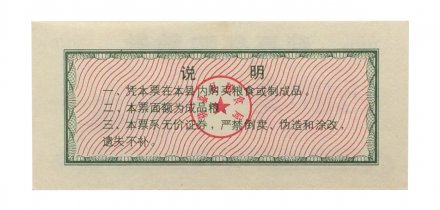 说明
一、凭本票在本县内购买粮食或制成品。
二、本票面额为成品粮。
三、本票系无价证券，严禁倒卖、伪造和涂改，
遗失不补。